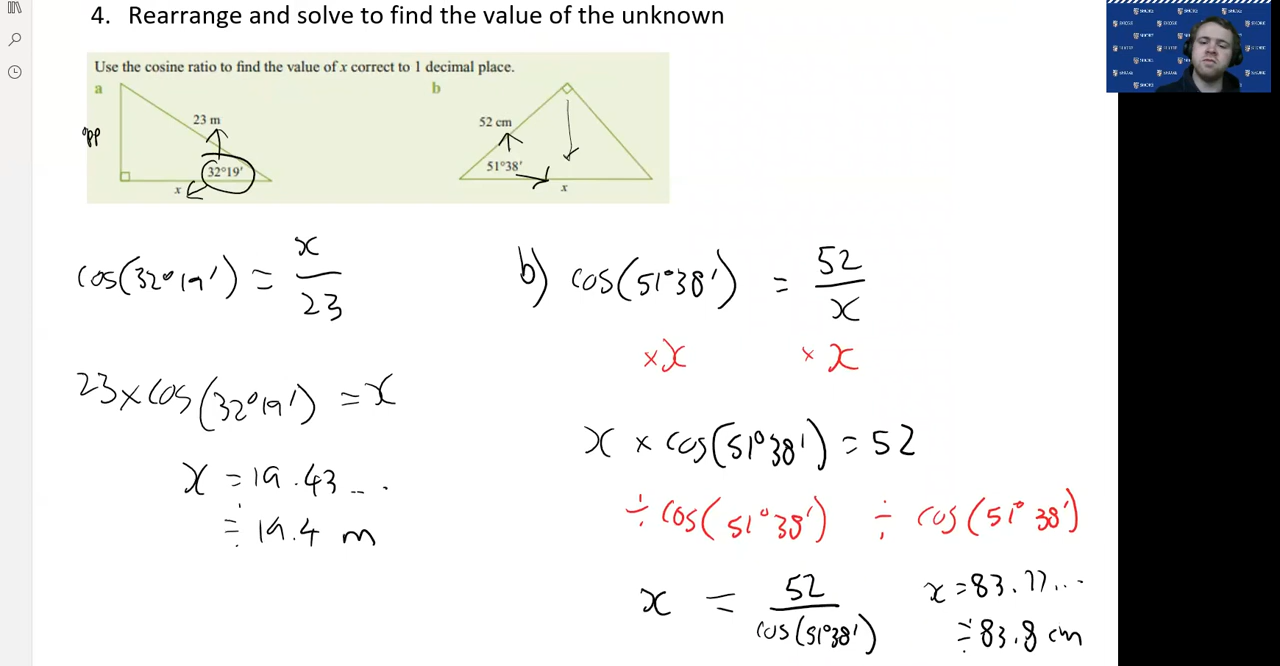 4. Rearrange and solve to find the value of the unknown
Use the cosine ratio to find the value of x correct to 1 decimal place.
a
b
23 m
opp
32°19'
x
52 cm
51°38'
x
cos(32°19') = x/23
23×cos(32°19') = x
x = 19.43...
≐ 19.4 m
b) cos(51°38') = 52/x
×x ×x
x × cos(51°38') = 52
÷ cos(51°38') ÷ cos(51°38')
x = 52/cos(51°38')
x = 83.77...
≐ 83.8 cm